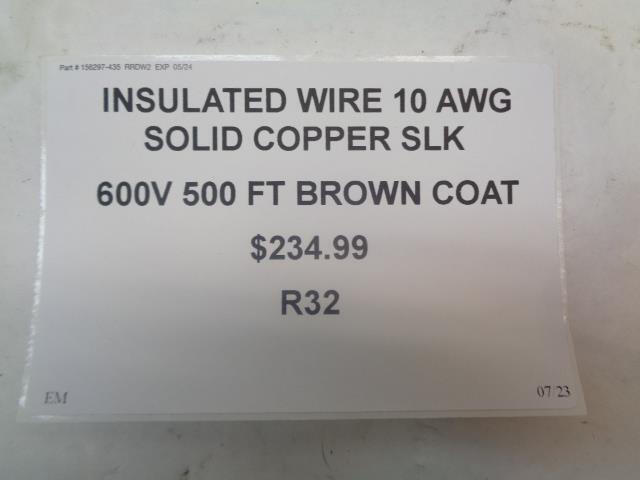 Part # 156297-435 RRDW2 EXP 05/24
INSULATED WIRE 10 AWG
SOLID COPPER SLK
600V 500 FT BROWN COAT
$234.99
R32
EM
07/23